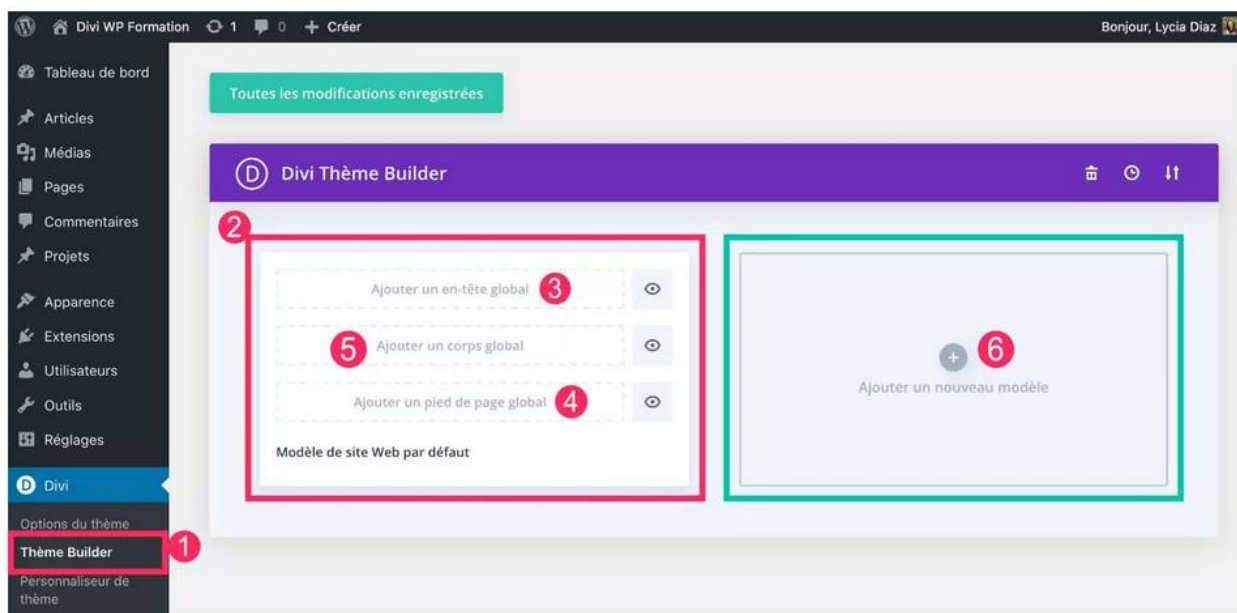 Divi WP Formation 1 0 + Créer Bonjour, Lycia Diaz
Tableau de bord
Articles
Médias
Pages
Commentaires
Projets
Apparence
Extensions
Utilisateurs
Outils
Réglages
D Divi
Options du thème
Thème Builder 1
Personnaliseur de
thème
Toutes les modifications enregistrées
D Divi Thème Builder
2
Ajouter un en-tête global 3
5 Ajouter un corps global
Ajouter un pied de page global 4
Modèle de site Web par défaut
+ 6
Ajouter un nouveau modèle